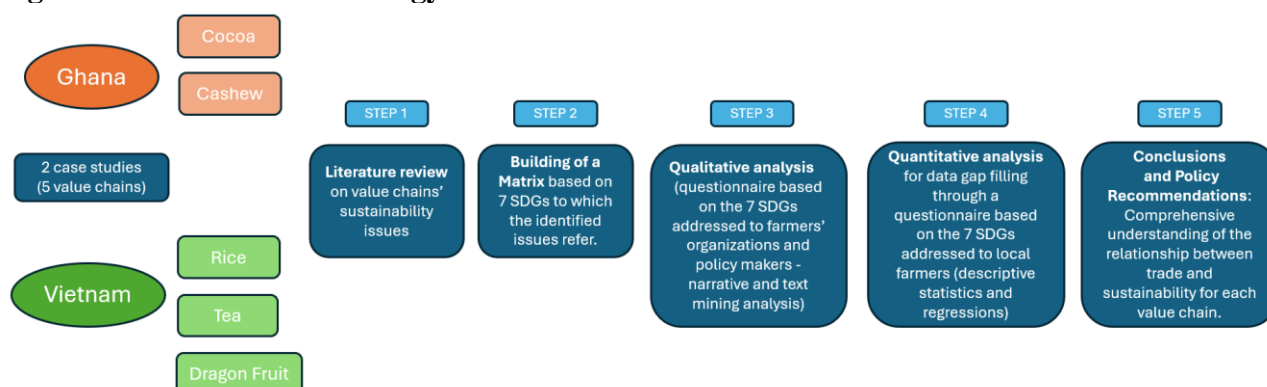 Ghana
Cocoa
Cashew
2 case studies
(5 value chains)
Vietnam
Rice
Tea
Dragon Fruit
STEP 1
Literature review
on value chains'
sustainability
issues
STEP 2
Building of a
Matrix based on
7 SDGs to which
the identified
issues refer.
STEP 3
Qualitative analysis
(questionnaire based
on the 7 SDGs
addressed to farmers'
organizations and
policy makers -
narrative and text
mining analysis)
STEP 4
Quantitative analysis
for data gap filling
through a
questionnaire based
on the 7 SDGs
addressed to local
farmers (descriptive
statistics and
regressions)
STEP 5
Conclusions
and Policy
Recommendations:
Comprehensive
understanding of the
relationship between
trade and
sustainability for each
value chain.